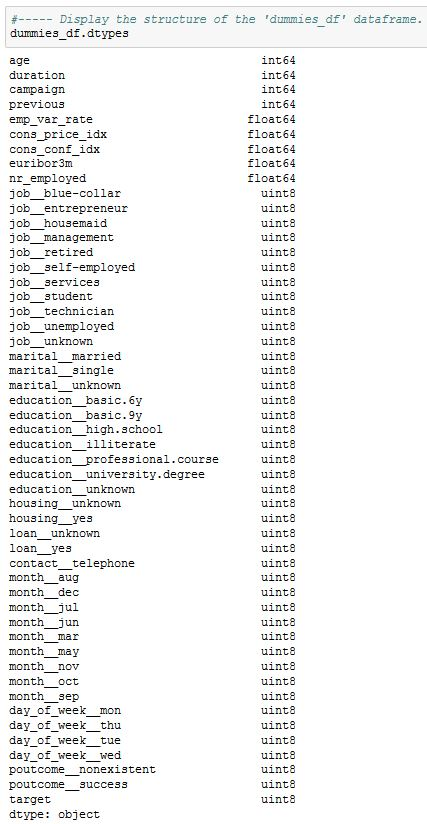 #----- Display the structure of the 'dummies_df' dataframe.
dummies_df.dtypes
age int64
duration int64
campaign int64
previous int64
emp_var_rate float64
cons_price_idx float64
cons_conf_idx float64
euribor3m float64
nr_employed float64
job__blue-collar uint8
job__entrepreneur uint8
job__housemaid uint8
job__management uint8
job__retired uint8
job__self-employed uint8
job__services uint8
job__student uint8
job__technician uint8
job__unemployed uint8
job__unknown uint8
marital__married uint8
marital__single uint8
marital__unknown uint8
education__basic.6y uint8
education__basic.9y uint8
education__high.school uint8
education__illiterate uint8
education__professional.course uint8
education__university.degree uint8
education__unknown uint8
housing__unknown uint8
housing__yes uint8
loan__unknown uint8
loan__yes uint8
contact__telephone uint8
month__aug uint8
month__dec uint8
month__jul uint8
month__jun uint8
month__mar uint8
month__may uint8
month__nov uint8
month__oct uint8
month__sep uint8
day_of_week__mon uint8
day_of_week__thu uint8
day_of_week__tue uint8
day_of_week__wed uint8
poutcome__nonexistent uint8
poutcome__success uint8
target uint8
dtype: object